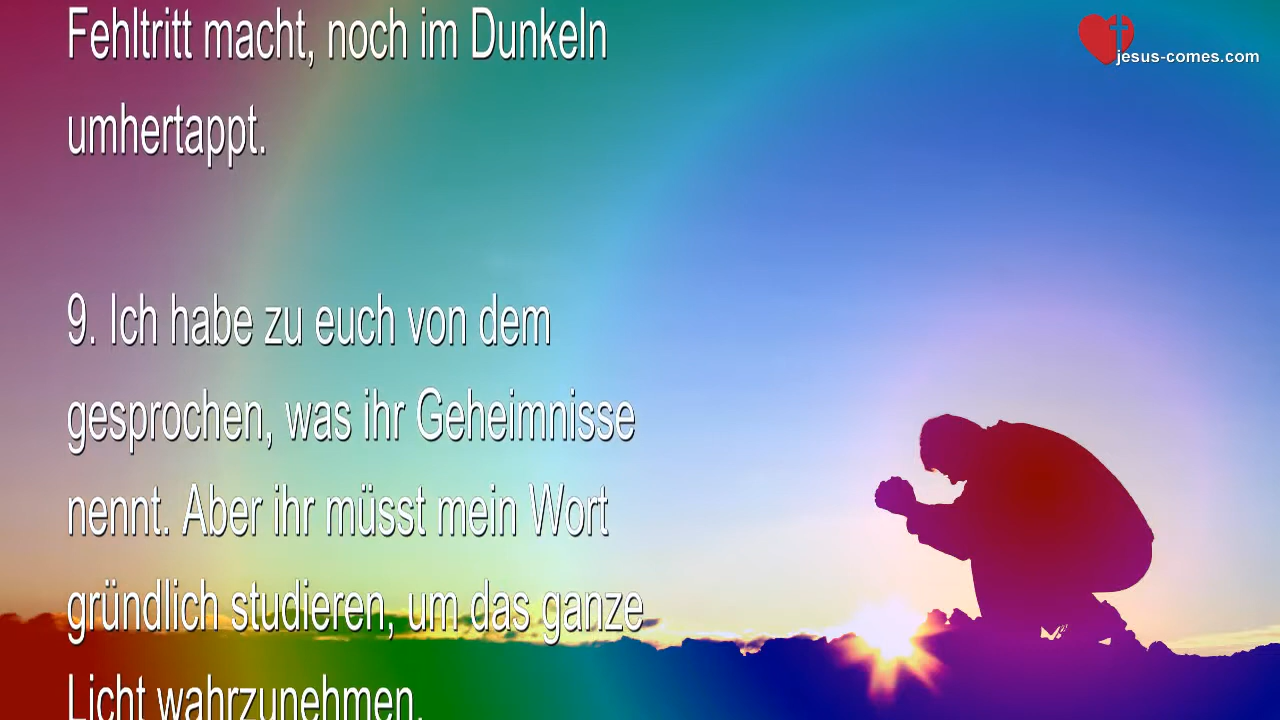 Fehltritt macht, noch im Dunkeln
umhertappt.
9. Ich habe zu euch von dem
gesprochen, was ihr Geheimnisse
nennt. Aber ihr müsst mein Wort
gründlich studieren, um das ganze
Licht wahrzunehmen.
jesus-comes.com